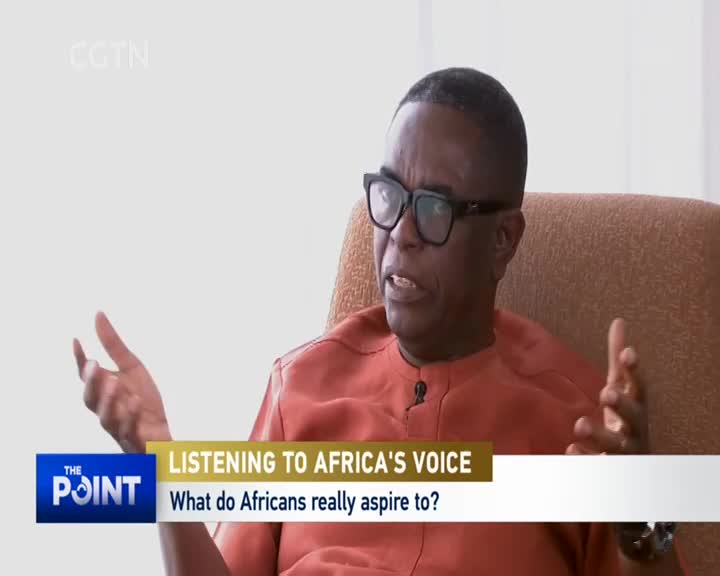 CGTN
LISTENING TO AFRICA'S VOICE
THE
POINT
What do Africans really aspire to?